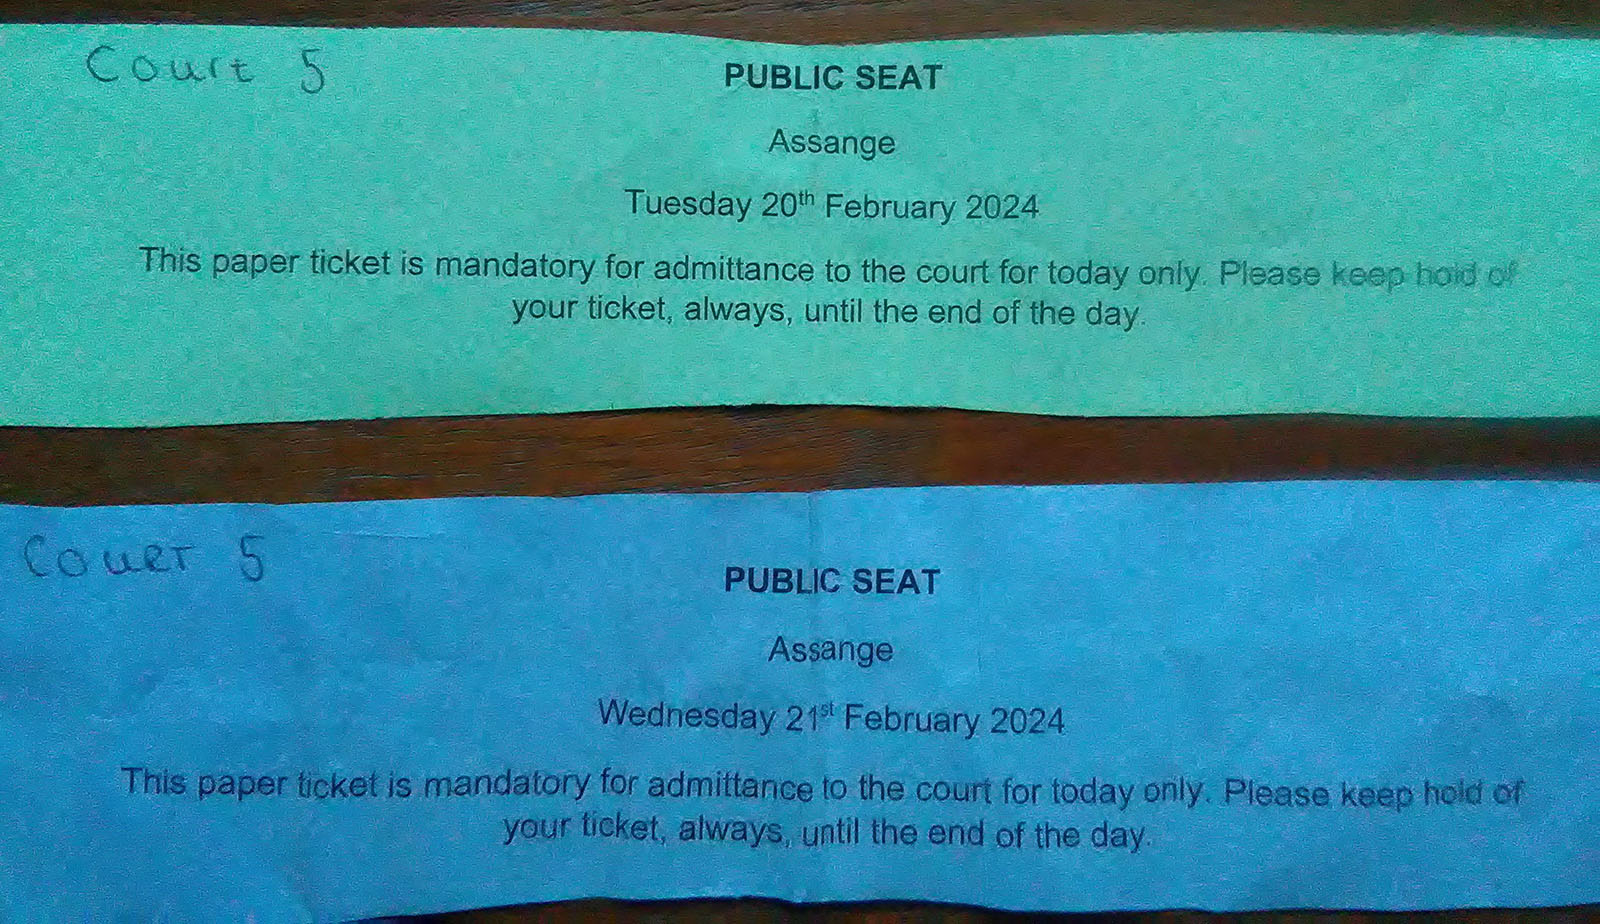 Court 5
PUBLIC SEAT
Assange
Tuesday 20th February 2024
This paper ticket is mandatory for admittance to the court for today only. Please keep hold of
your ticket, always, until the end of the day.
Court 5
PUBLIC SEAT
Assange
Wednesday 21st February 2024
This paper ticket is mandatory for admittance to the court for today only. Please keep hold of
your ticket, always, until the end of the day.